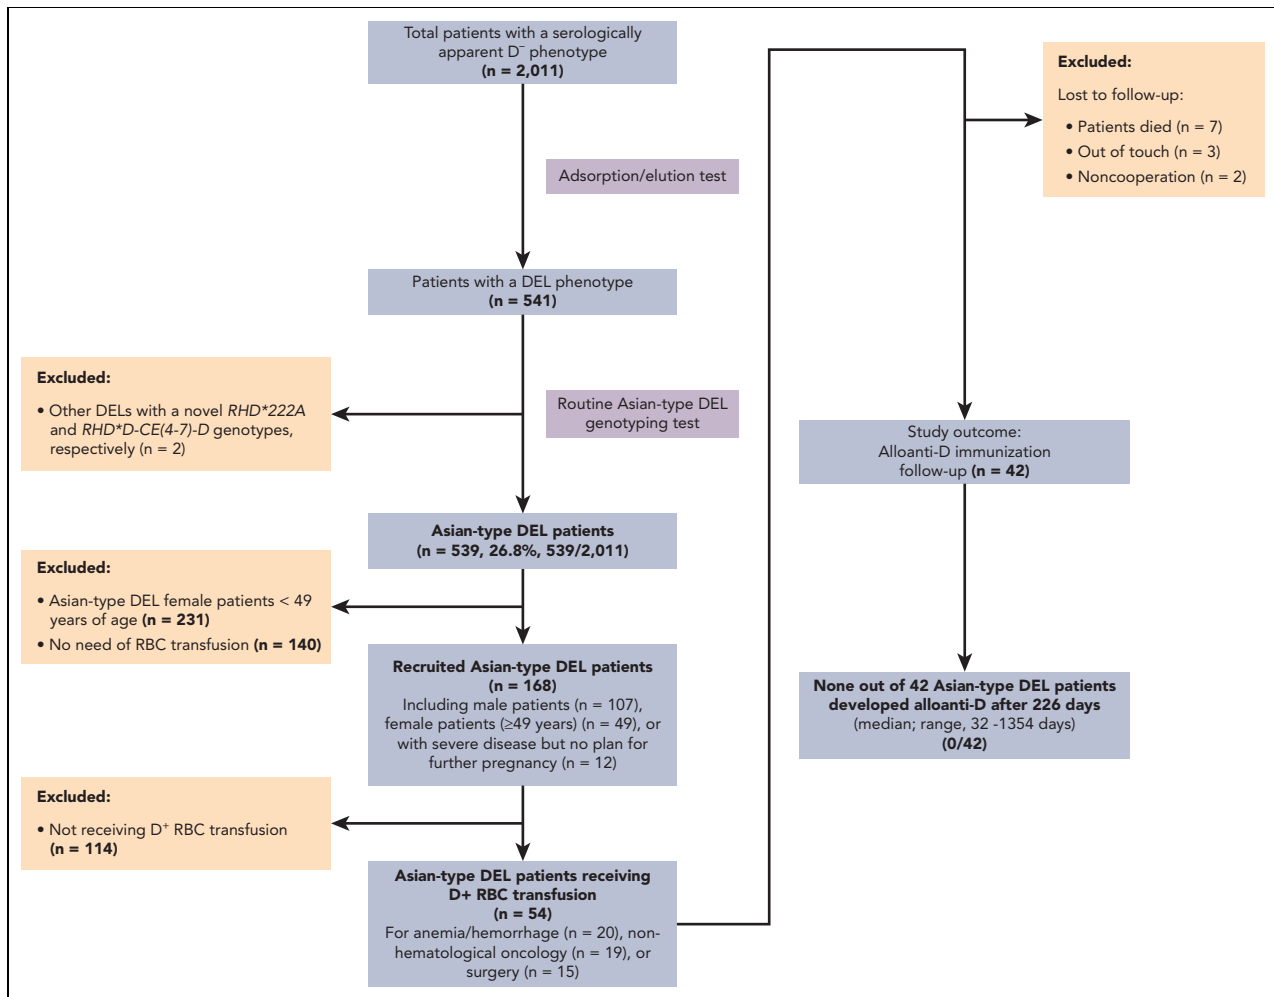 Total patients with a serologically
apparent D⁻ phenotype
(n = 2,011)
Adsorption/elution test
Patients with a DEL phenotype
(n = 541)
Excluded:
• Other DELs with a novel RHD*222A
and RHD*D-CE(4-7)-D genotypes,
respectively (n = 2)
Routine Asian-type DEL
genotyping test
Asian-type DEL patients
(n = 539, 26.8%, 539/2,011)
Excluded:
• Asian-type DEL female patients < 49
years of age (n = 231)
• No need of RBC transfusion (n = 140)
Recruited Asian-type DEL patients
(n = 168)
Including male patients (n = 107),
female patients (≥49 years) (n = 49), or
with severe disease but no plan for
further pregnancy (n = 12)
Excluded:
• Not receiving D⁺ RBC transfusion
(n = 114)
Asian-type DEL patients receiving
D+ RBC transfusion
(n = 54)
For anemia/hemorrhage (n = 20), non-
hematological oncology (n = 19), or
surgery (n = 15)
Excluded:
Lost to follow-up:
• Patients died (n = 7)
• Out of touch (n = 3)
• Noncooperation (n = 2)
Study outcome:
Alloanti-D immunization
follow-up (n = 42)
None out of 42 Asian-type DEL patients
developed alloanti-D after 226 days
(median; range, 32 -1354 days)
(0/42)